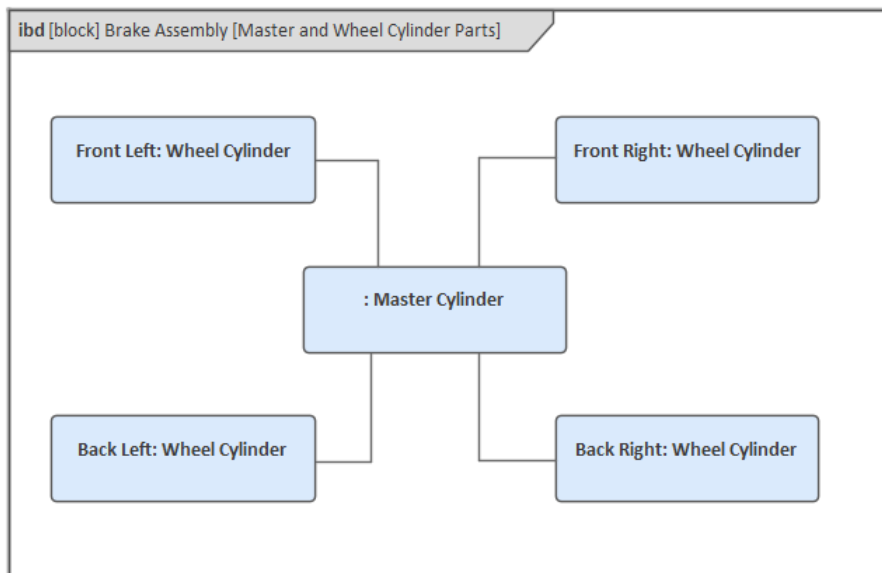 ibd [block] Brake Assembly [Master and Wheel Cylinder Parts]
Front Left: Wheel Cylinder
Front Right: Wheel Cylinder
: Master Cylinder
Back Left: Wheel Cylinder
Back Right: Wheel Cylinder